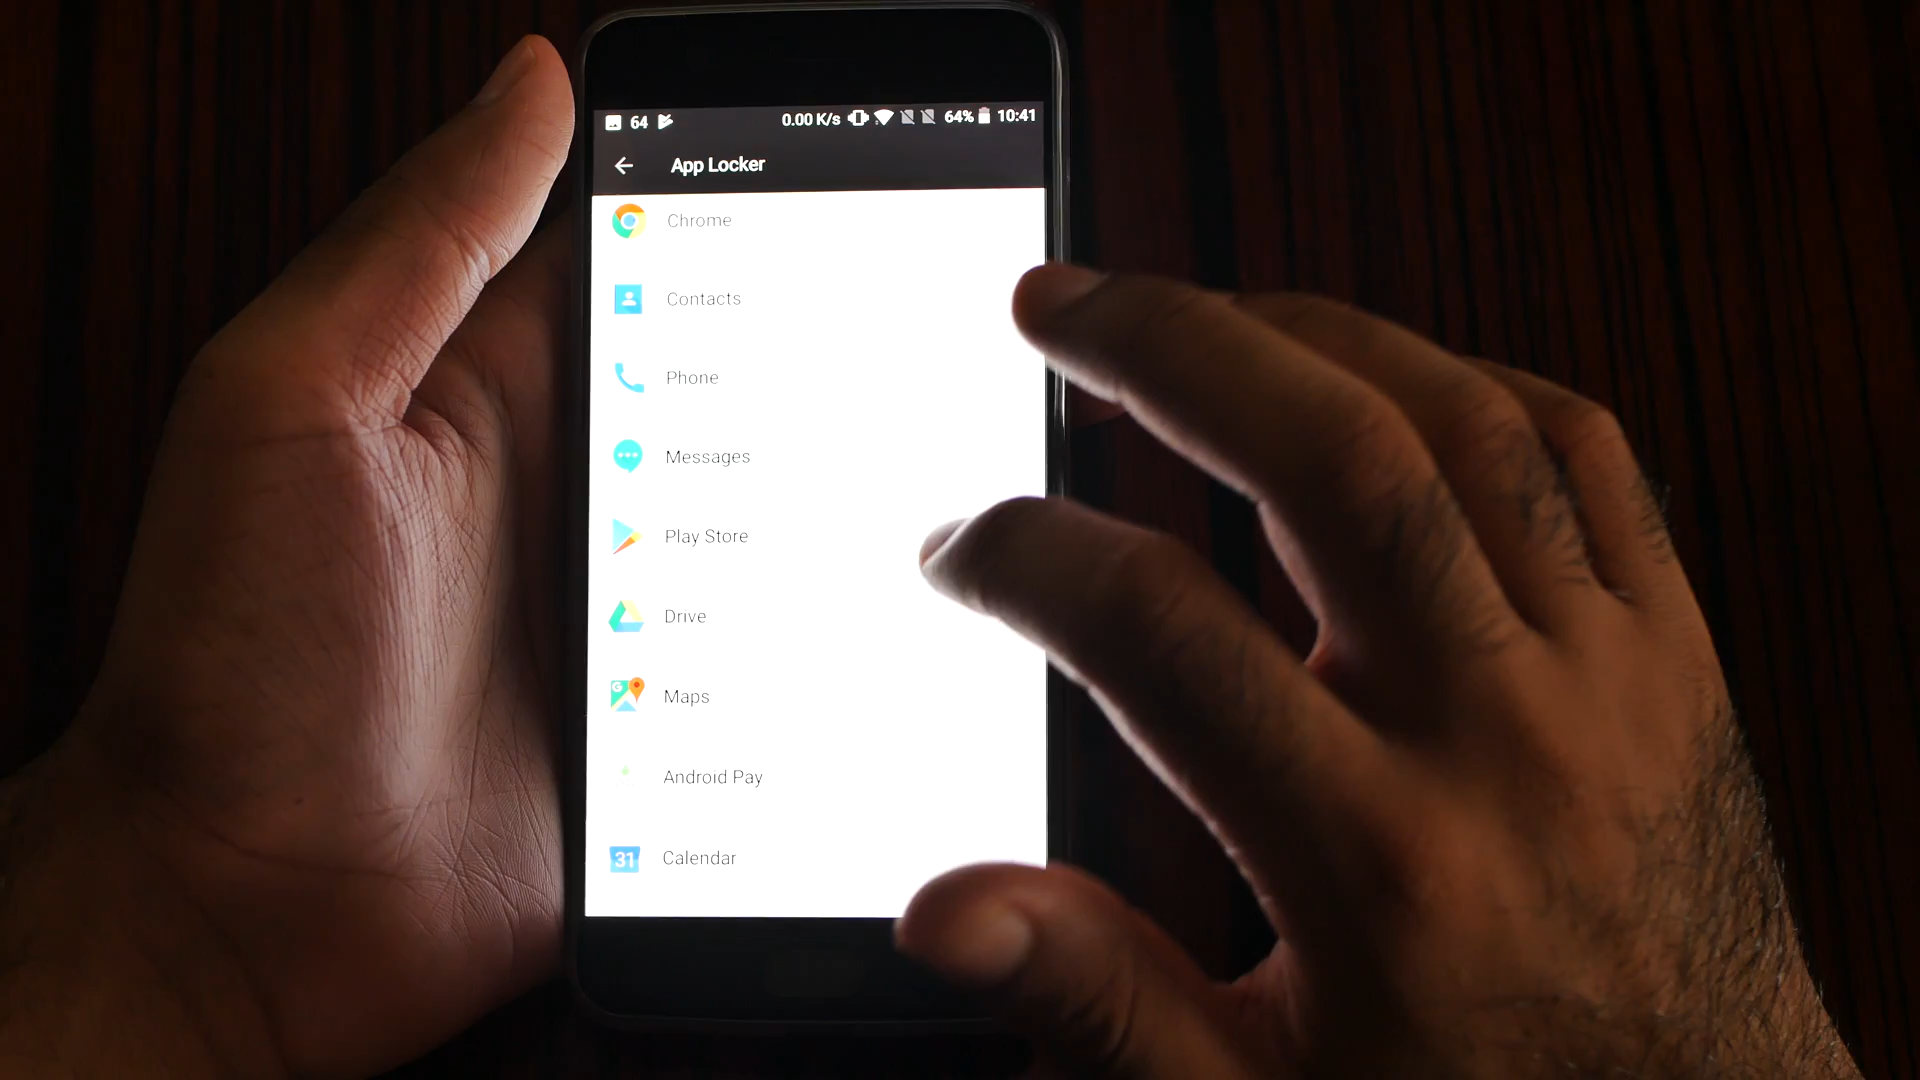 64 0.00 K/s 64% 10:41
App Locker
Chrome
Contacts
Phone
Messages
Play Store
Drive
G Maps
Android Pay
31 Calendar